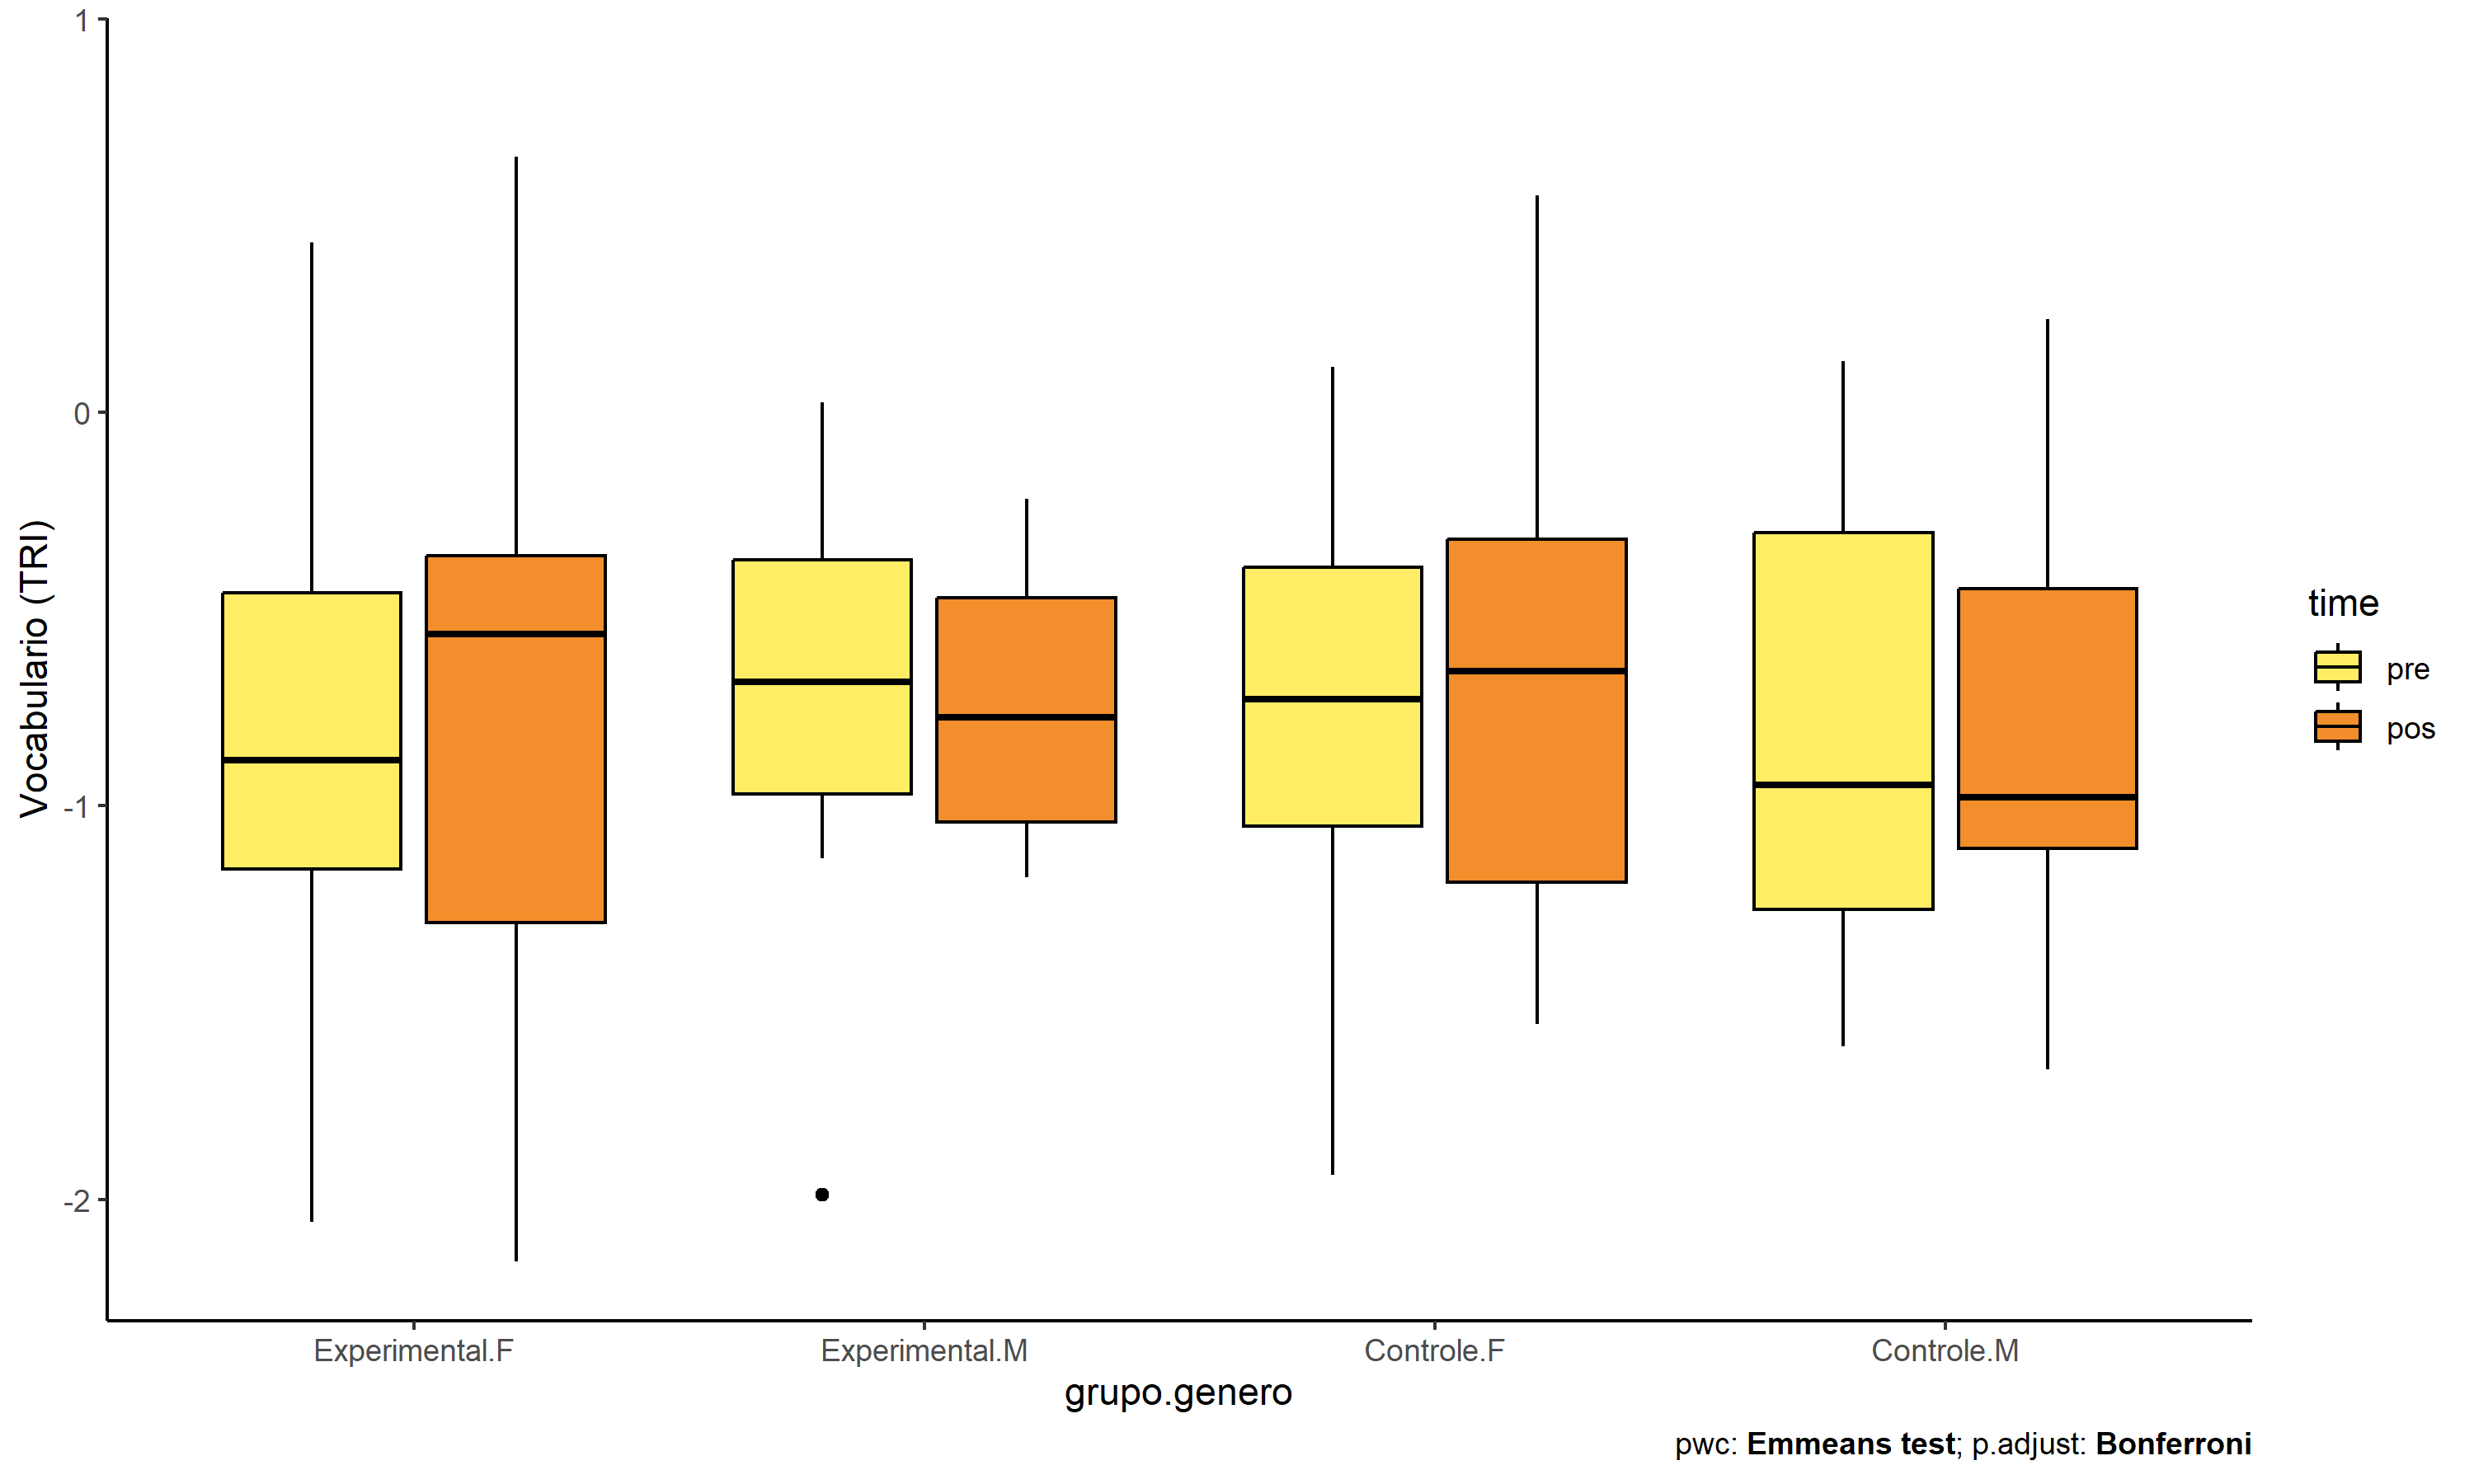 1
0
-1
-2
Vocabulario (TRI)
Experimental.F
Experimental.M
Controle.F
Controle.M
grupo.genero
time
pre
pos
pwc: Emmeans test; p.adjust: Bonferroni